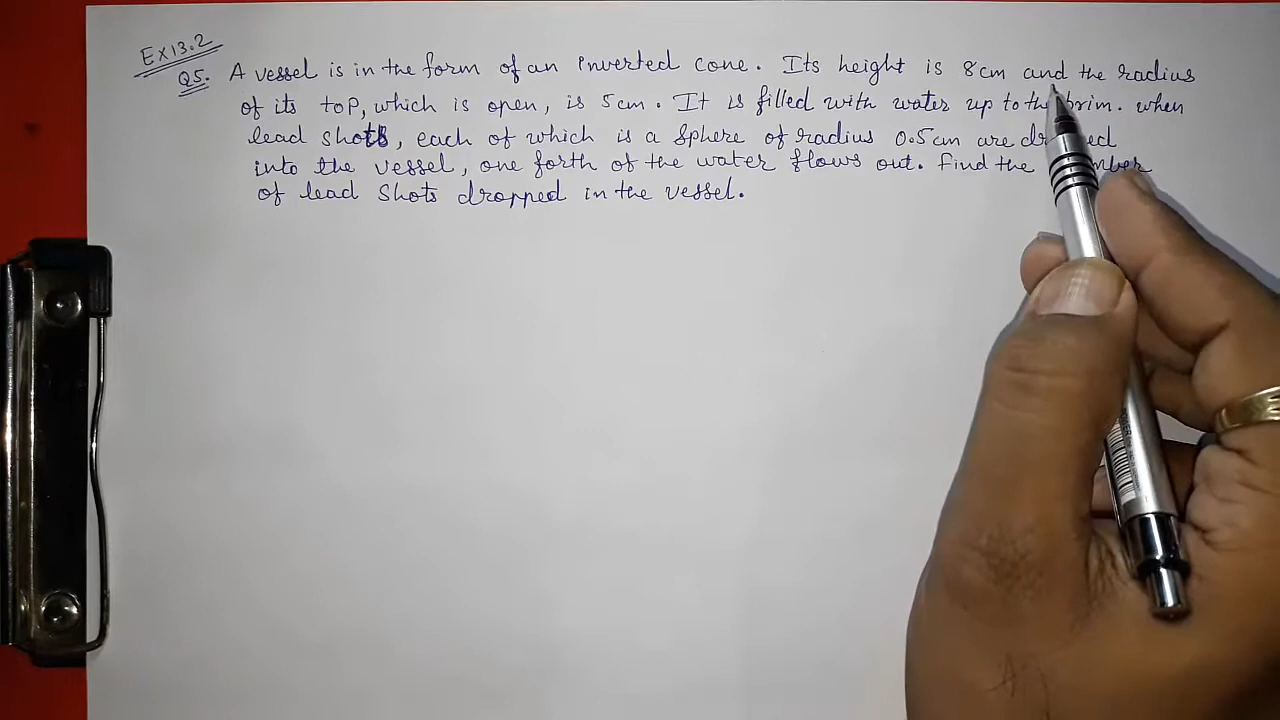 Ex13.2
Q5. A vessel is in the form of an inverted cone. Its height is 8cm and the radius
of its top, which is open, is 5cm. It is filled with water up to the brim. when
lead shots, each of which is a sphere of radius 0.5cm are
into the vessel, one forth of the water flows out. Find the
of lead shots dropped in the vessel.